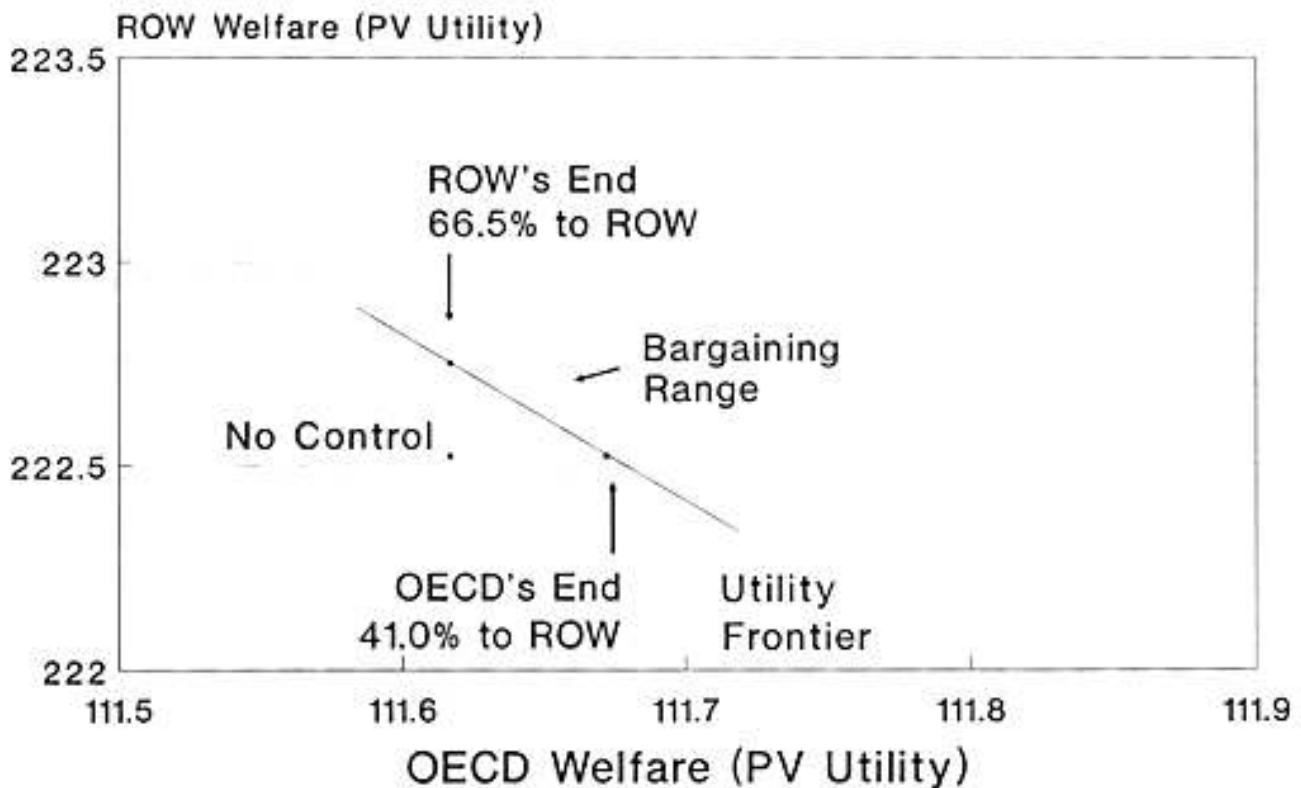 ROW Welfare (PV Utility)
223.5
ROW's End
66.5% to ROW
223
Bargaining
Range
No Control
222.5
OECD's End
41.0% to ROW
Utility
Frontier
222
111.5
111.6
111.7
111.8
111.9
OECD Welfare (PV Utility)